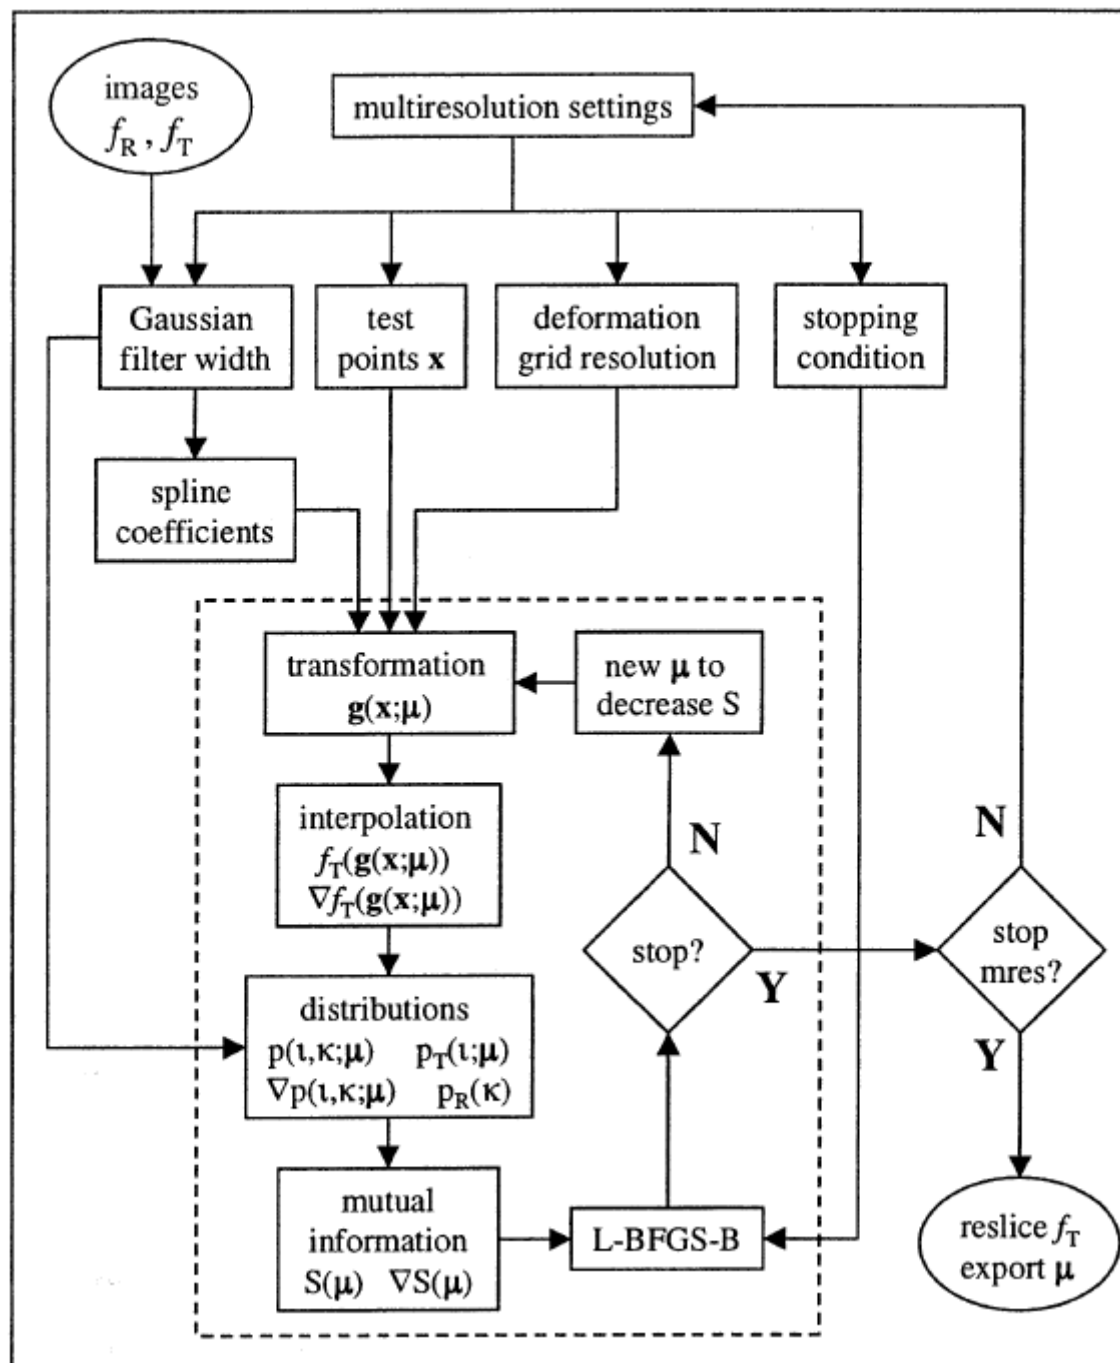 images
f_R , f_T
multiresolution settings
Gaussian
filter width
test
points x
deformation
grid resolution
stopping
condition
spline
coefficients
transformation
g(x;μ)
new μ to
decrease S
interpolation
f_T(g(x;μ))
∇f_T(g(x;μ))
N
N
stop?
Y
stop
mres?
Y
distributions
p(ι,κ;μ) p_T(ι;μ)
∇p(ι,κ;μ) p_R(κ)
mutual
information
S(μ) ∇S(μ)
L-BFGS-B
reslice f_T
export μ